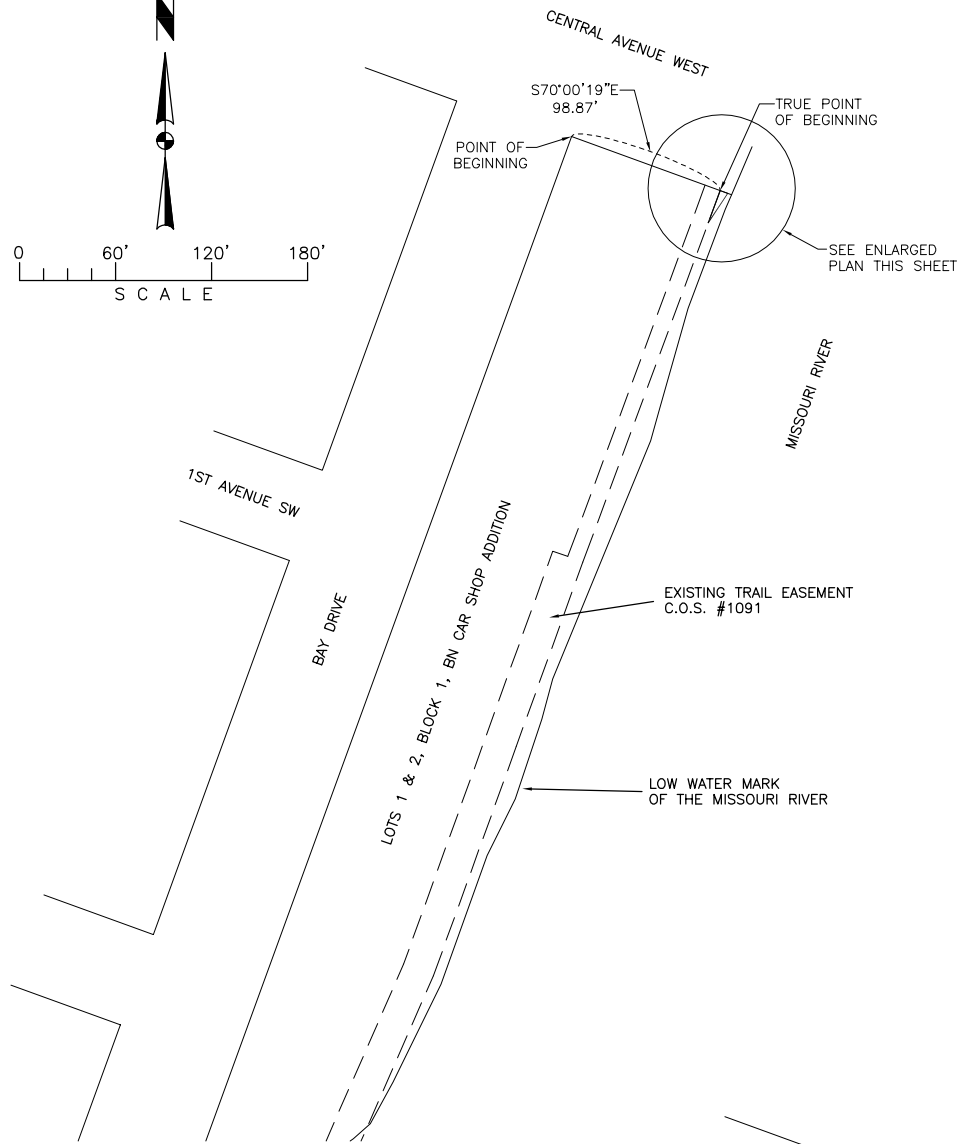 N
CENTRAL AVENUE WEST
S70°00'19"E
98.87'
TRUE POINT
OF BEGINNING
POINT OF
BEGINNING
0 60' 120' 180'
SCALE
SEE ENLARGED
PLAN THIS SHEET
MISSOURI RIVER
1ST AVENUE SW
LOTS 1 & 2, BLOCK 1, BN CAR SHOP ADDITION
EXISTING TRAIL EASEMENT
C.O.S. #1091
BAY DRIVE
LOW WATER MARK
OF THE MISSOURI RIVER